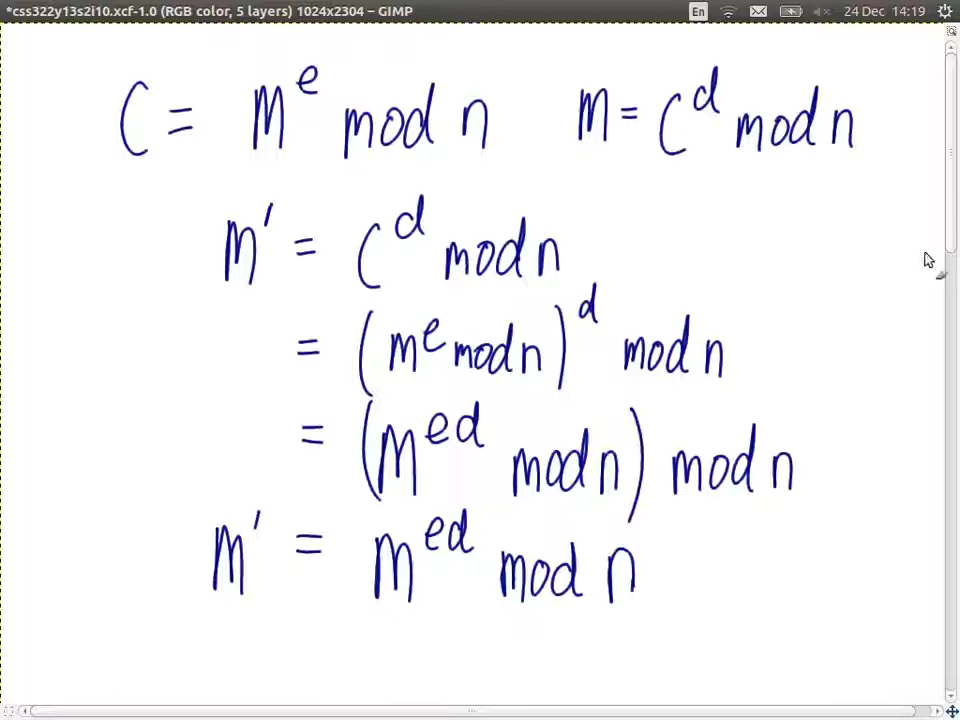 *css322y13s2i10.xcf-1.0 (RGB color, 5 layers) 1024x2304 – GIMP En 24 Dec 14:19
C = M^e mod n M = C^d mod n
M' = C^d mod n
= (M^e mod n)^d mod n
= (M^ed mod n) mod n
M' = M^ed mod n